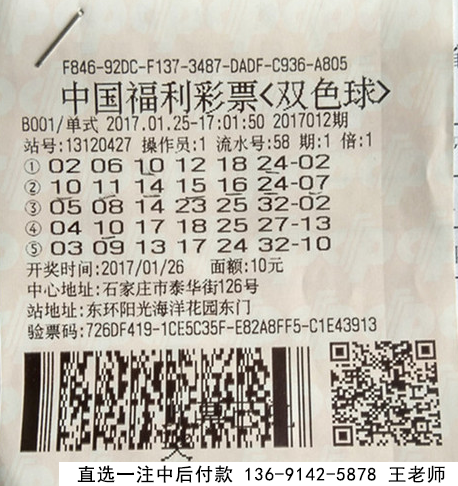 F846-92DC-F137-3487-DADF-C936-A805
中国福利彩票<双色球>
B001/单式 2017.01.25-17:01:50 2017012期
站号:13120427 操作员:1 流水号:58 期:1 倍:1
① 02 06 10 12 18 24-02
② 10 11 14 15 16 24-07
③ 05 08 14 23 25 32-02
④ 04 10 17 18 25 27-13
⑤ 03 09 13 17 24 32-10
开奖时间:2017/01/26 面额:10元
中心地址:石家庄市泰华街126号
站地址:东环阳光海洋花园东门
验票码:726DF419-1CE5C35F-E82A8FF5-C1E43913
直选一注中后付款 136-9142-5878 王老师